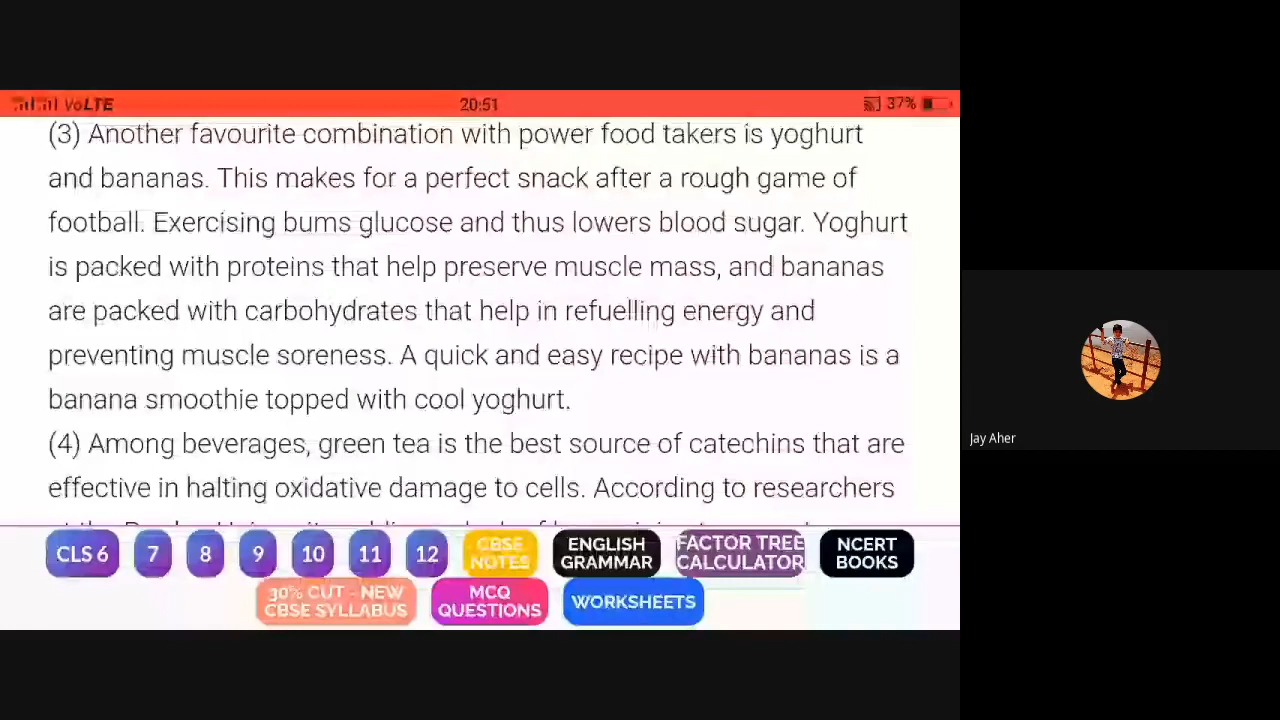 VoLTE 20:51 37%
(3) Another favourite combination with power food takers is yoghurt
and bananas. This makes for a perfect snack after a rough game of
football. Exercising bums glucose and thus lowers blood sugar. Yoghurt
is packed with proteins that help preserve muscle mass, and bananas
are packed with carbohydrates that help in refuelling energy and
preventing muscle soreness. A quick and easy recipe with bananas is a
banana smoothie topped with cool yoghurt.
(4) Among beverages, green tea is the best source of catechins that are
effective in halting oxidative damage to cells. According to researchers
CLS 6 7 8 9 10 11 12
CBSE NOTES
ENGLISH GRAMMAR
FACTOR TREE CALCULATOR
NCERT BOOKS
30% CUT - NEW CBSE SYLLABUS
MCQ QUESTIONS
WORKSHEETS
Jay Aher